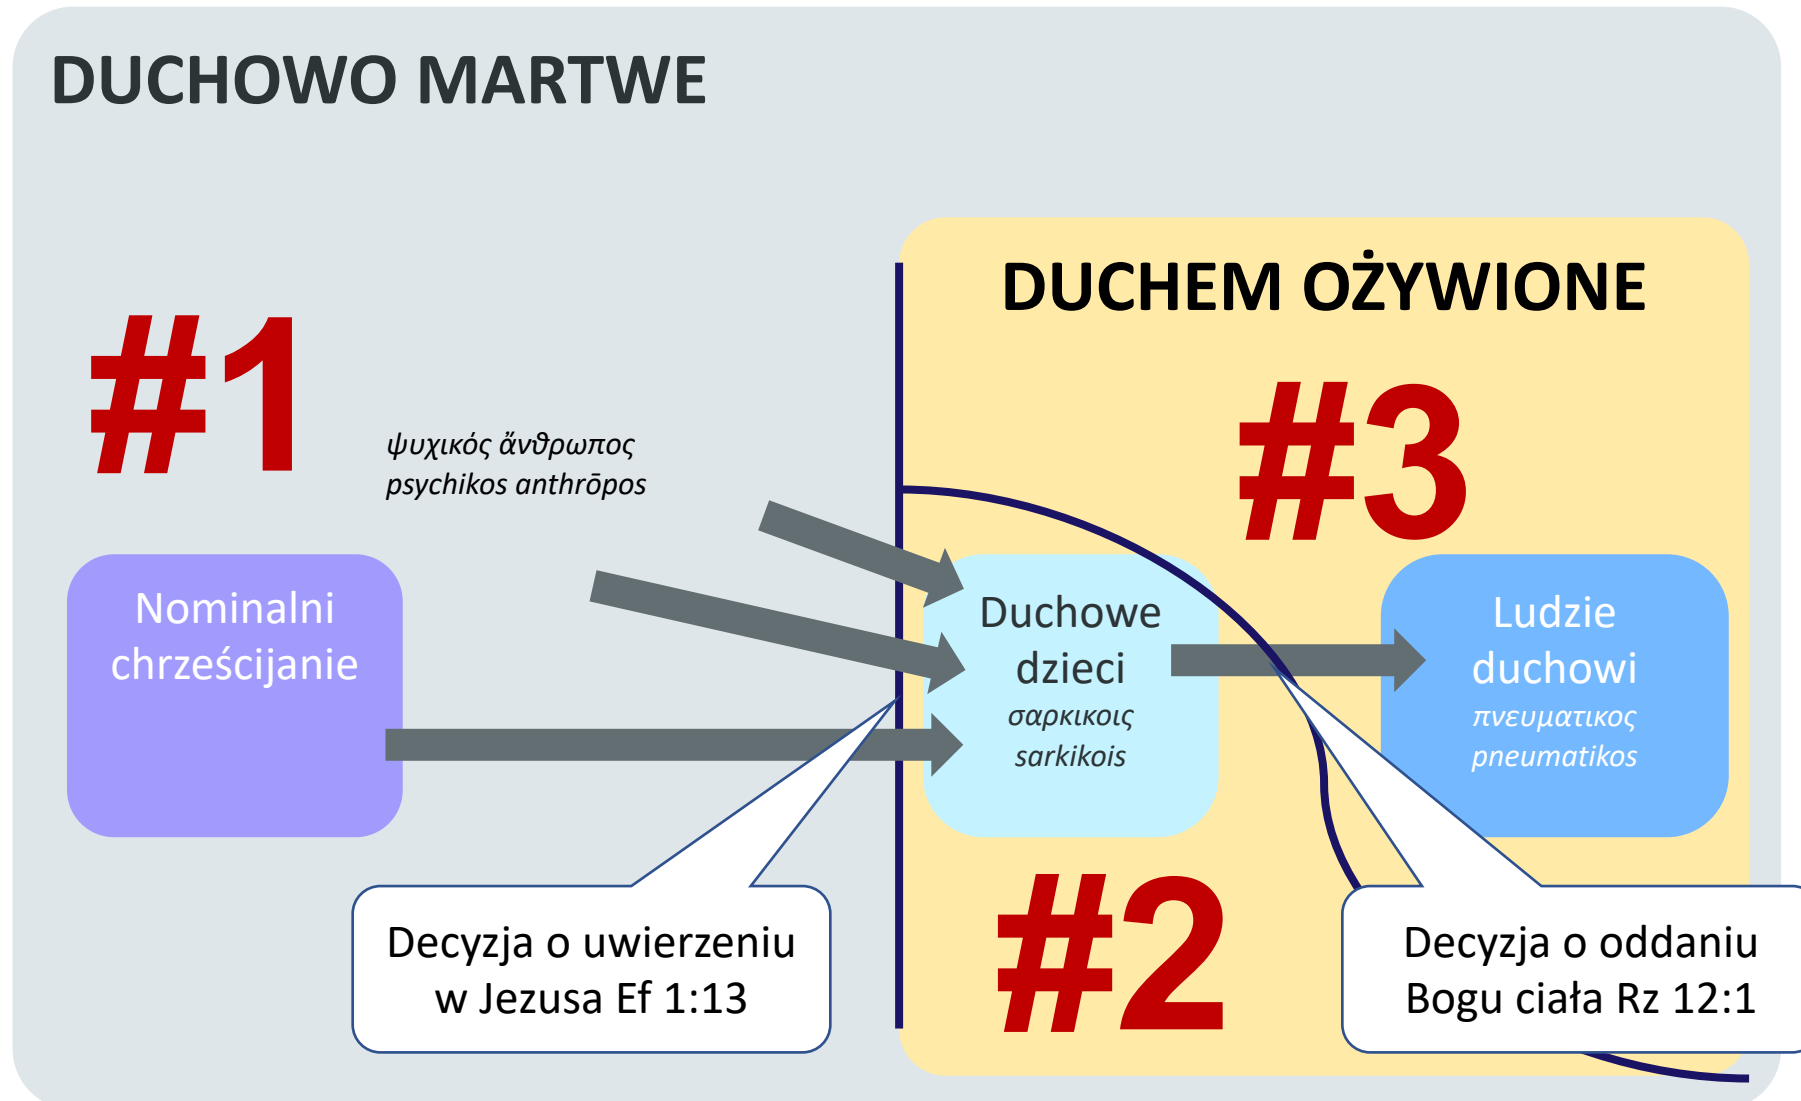 DUCHOWO MARTWE
DUCHEM OŻYWIONE
#1
#3
ψυχικός ἄνϑρωπος
psychikos anthrōpos
Nominalni
chrześcijanie
Duchowe
dzieci
σαρκικοις
sarkikois
Ludzie
duchowi
πνευματικος
pneumatikos
#2
Decyzja o uwierzeniu
w Jezusa Ef 1:13
Decyzja o oddaniu
Bogu ciała Rz 12:1